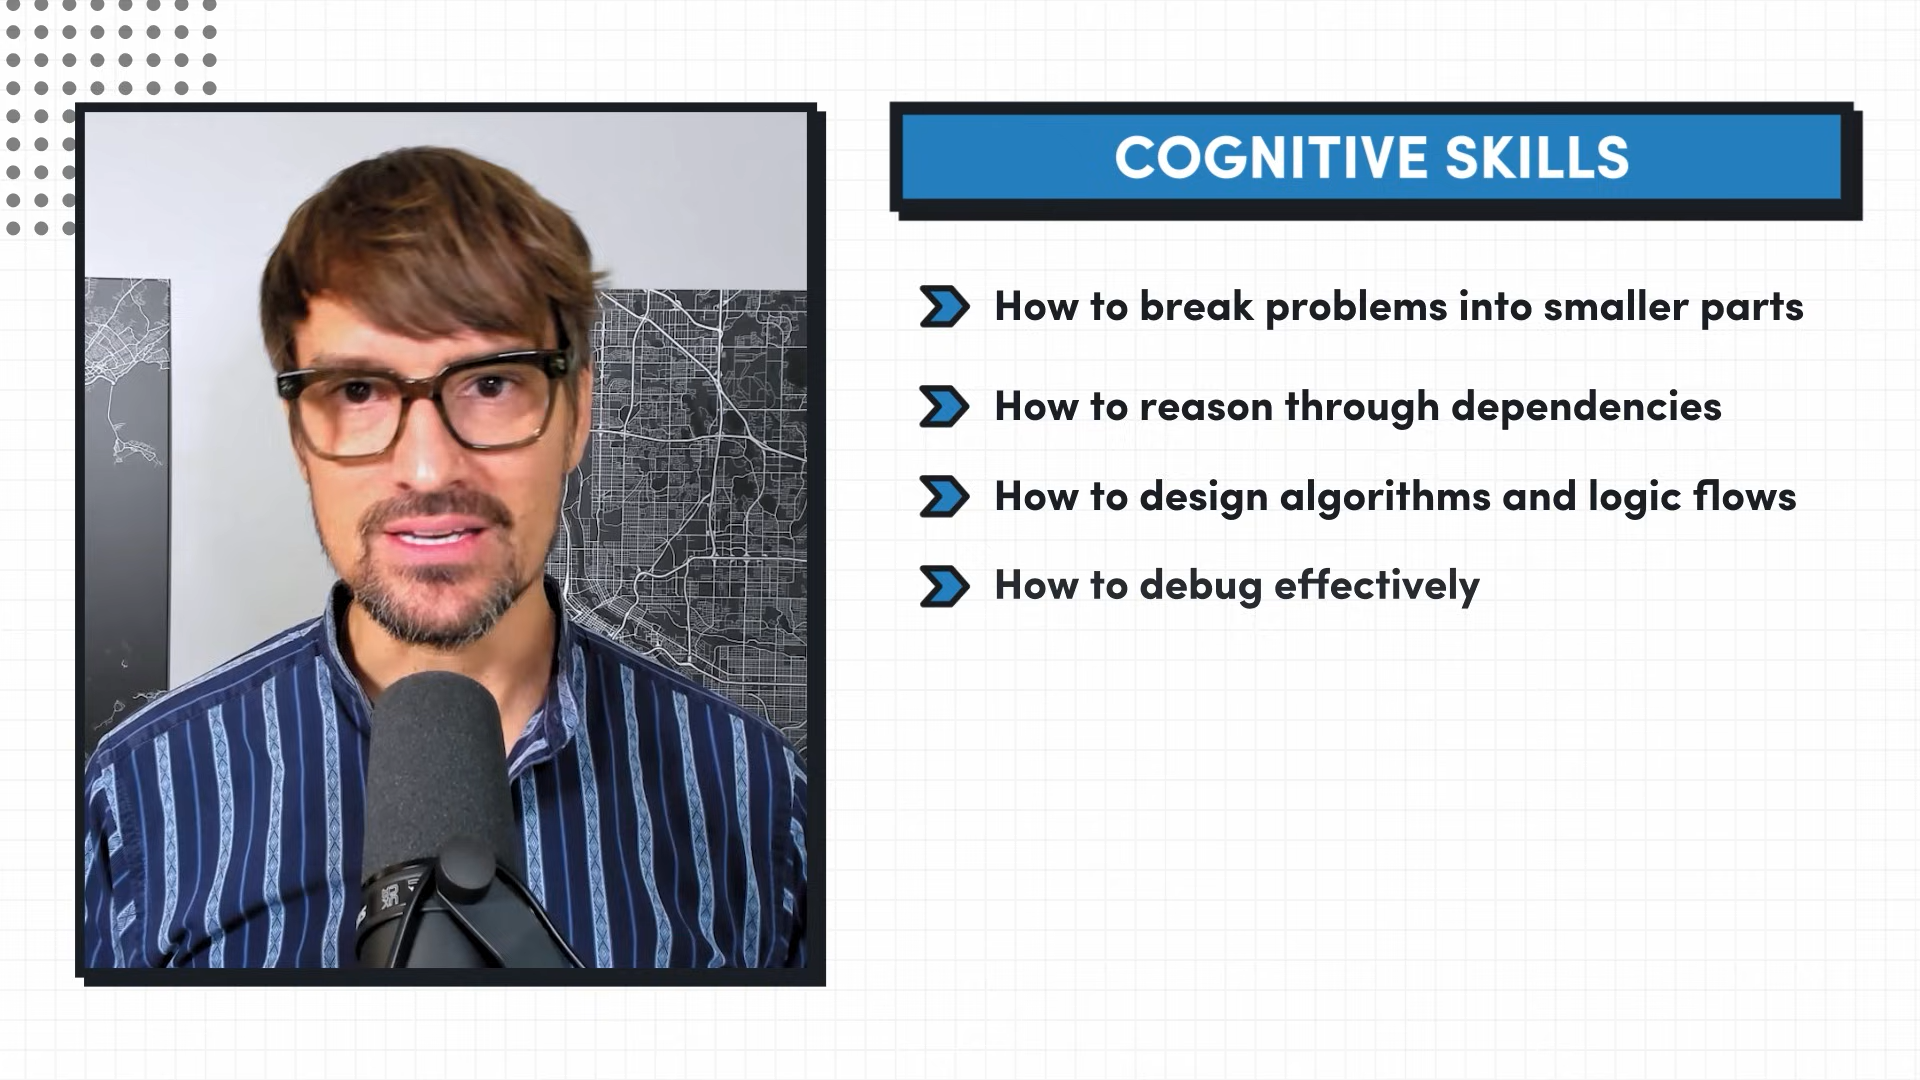 COGNITIVE SKILLS
How to break problems into smaller parts
How to reason through dependencies
How to design algorithms and logic flows
How to debug effectively